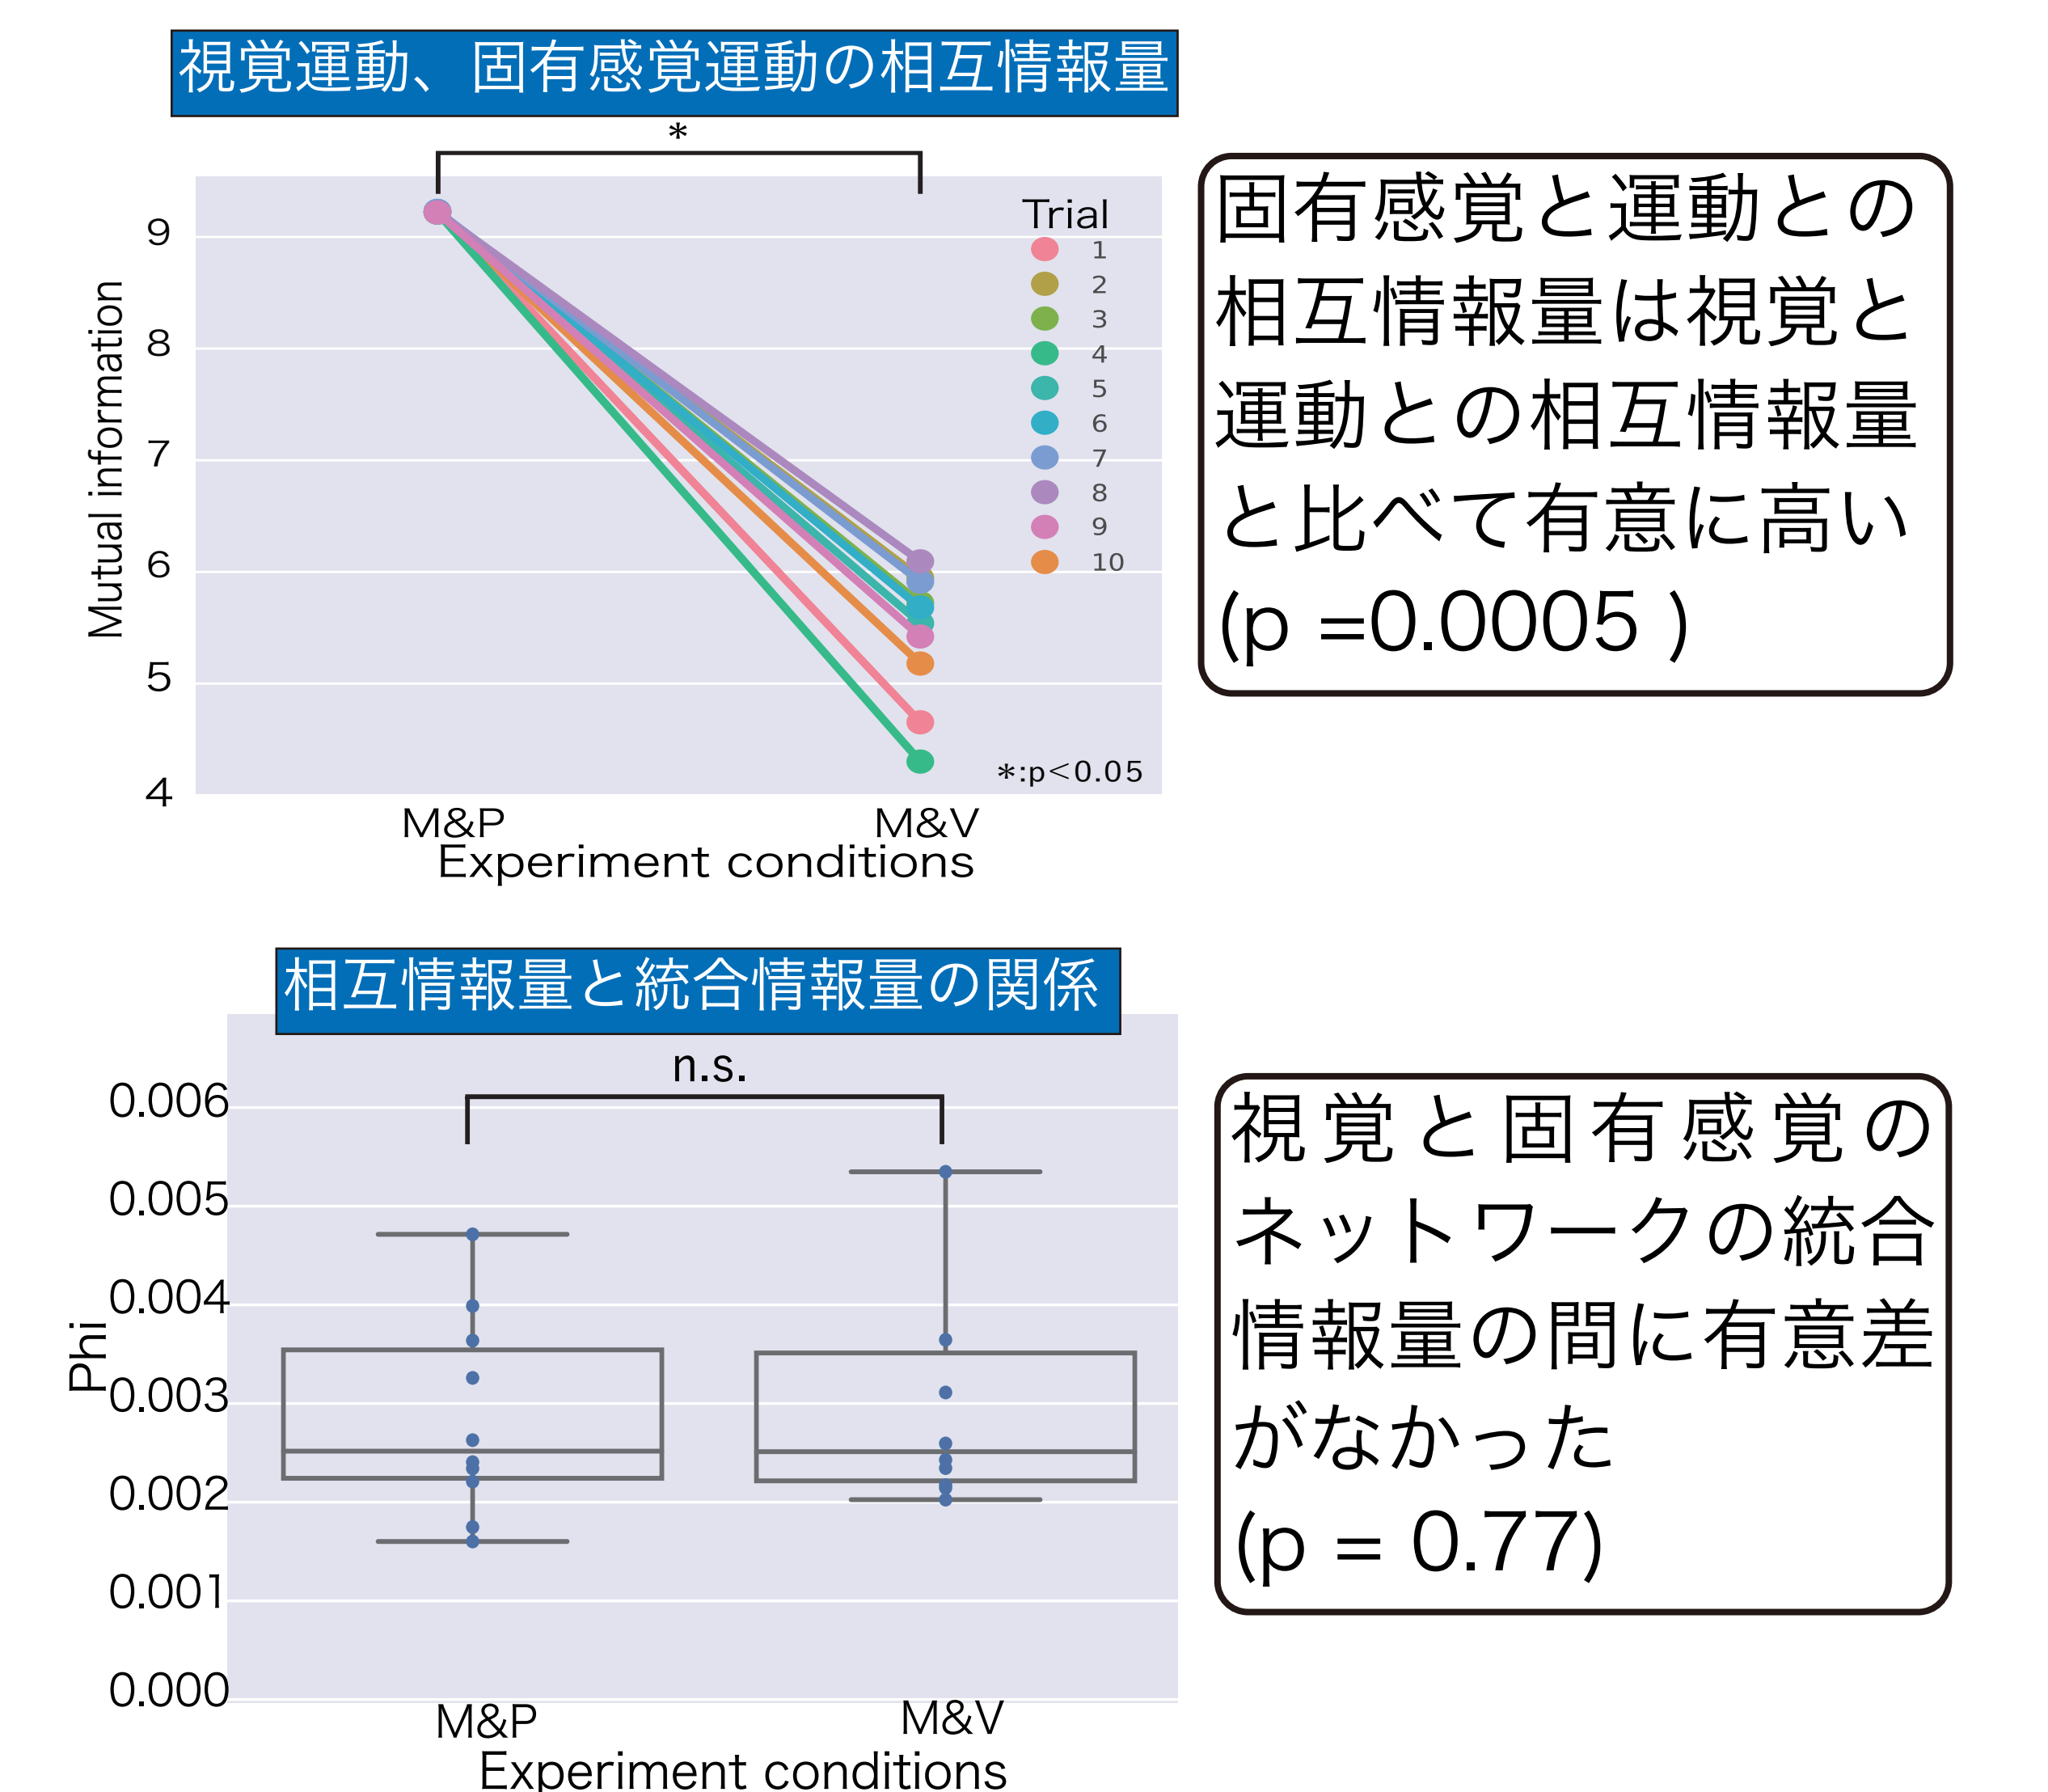 視覚運動、固有感覚運動の相互情報量
*
Trial
1
2
3
4
5
6
7
8
9
10
9
8
7
6
5
4
Mutual information
*:p<0.05
M&P
M&V
Experiment conditions
固有感覚と運動との
相互情報量は視覚と
運動との相互情報量
と比べて有意に高い
(p =0.0005 )
相互情報量と統合情報量の関係
n.s.
0.006
0.005
0.004
0.003
0.002
0.001
0.000
Phi
M&P
M&V
Experiment conditions
視覚と固有感覚の
ネットワークの統合
情報量の間に有意差
がなかった
(p = 0.77)